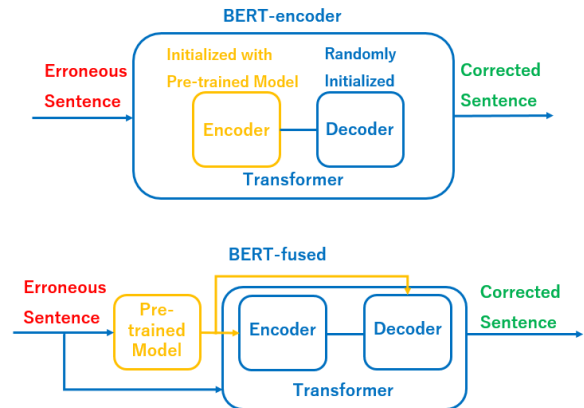 BERT-encoder
Erroneous
Sentence
Initialized with
Pre-trained Model
Randomly
Initialized
Corrected
Sentence
Encoder
Decoder
Transformer
BERT-fused
Erroneous
Sentence
Pre-
trained
Model
Encoder
Decoder
Corrected
Sentence
Transformer